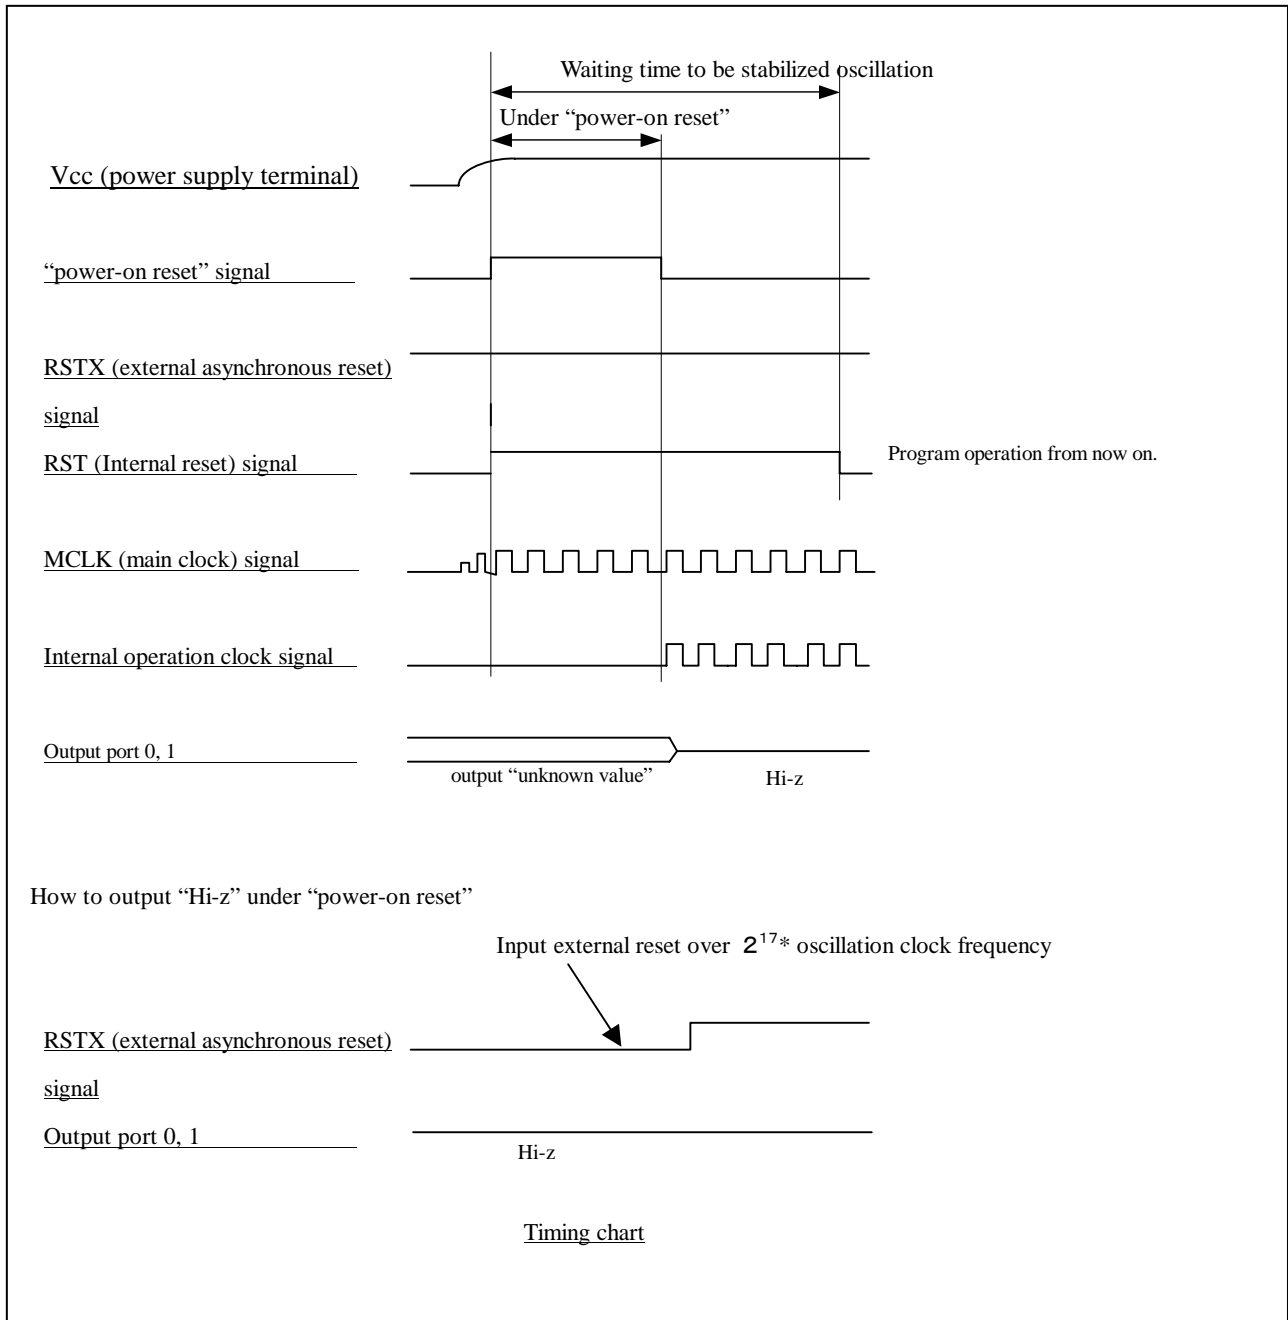 Waiting time to be stabilized oscillation
Under “power-on reset”
Vcc (power supply terminal)
“power-on reset” signal
RSTX (external asynchronous reset)
signal
RST (Internal reset) signal
Program operation from now on.
MCLK (main clock) signal
Internal operation clock signal
Output port 0, 1
output “unknown value”
Hi-z
How to output “Hi-z” under “power-on reset”
Input external reset over 2¹⁷* oscillation clock frequency
RSTX (external asynchronous reset)
signal
Output port 0, 1
Hi-z
Timing chart